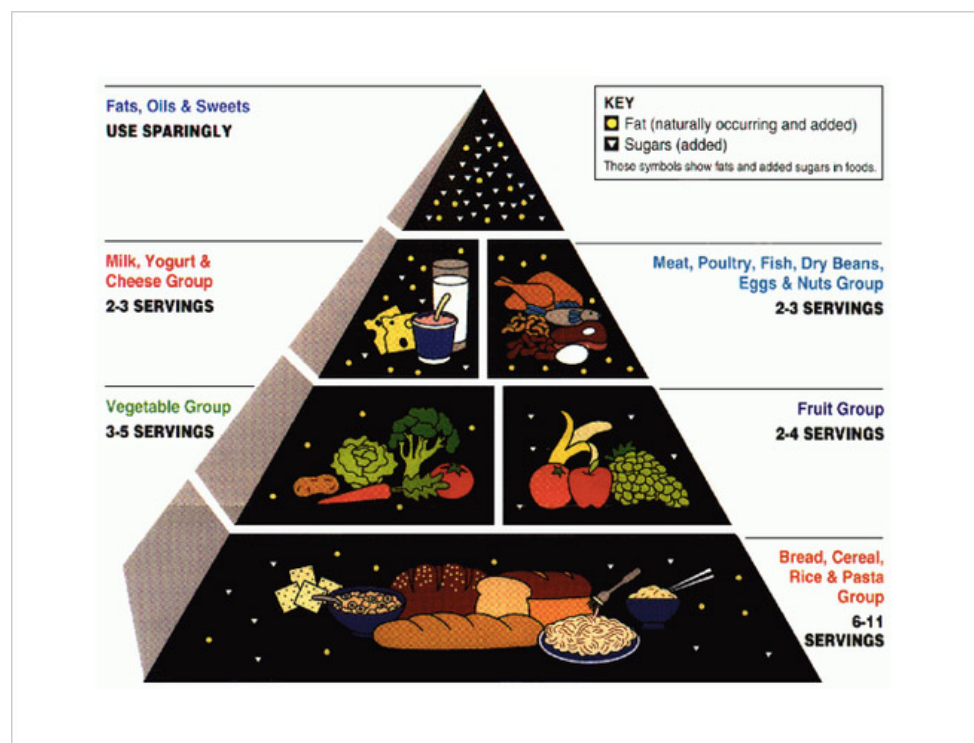 Fats, Oils & Sweets
USE SPARINGLY
KEY
Fat (naturally occurring and added)
Sugars (added)
These symbols show fats and added sugars in foods.
Milk, Yogurt &
Cheese Group
2-3 SERVINGS
Meat, Poultry, Fish, Dry Beans,
Eggs & Nuts Group
2-3 SERVINGS
Vegetable Group
3-5 SERVINGS
Fruit Group
2-4 SERVINGS
Bread, Cereal,
Rice & Pasta
Group
6-11
SERVINGS